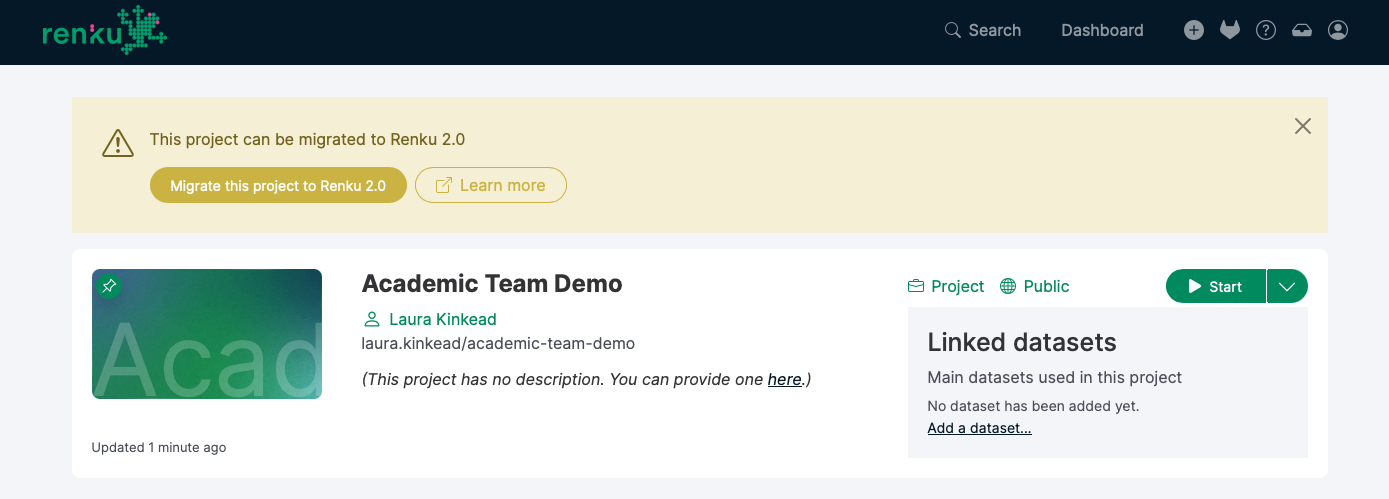 renku
Search
Dashboard
This project can be migrated to Renku 2.0
Migrate this project to Renku 2.0
Learn more
Acad
Academic Team Demo
Laura Kinkead
laura.kinkead/academic-team-demo
(This project has no description. You can provide one here.)
Updated 1 minute ago
Project
Public
Start
Linked datasets
Main datasets used in this project
No dataset has been added yet.
Add a dataset...